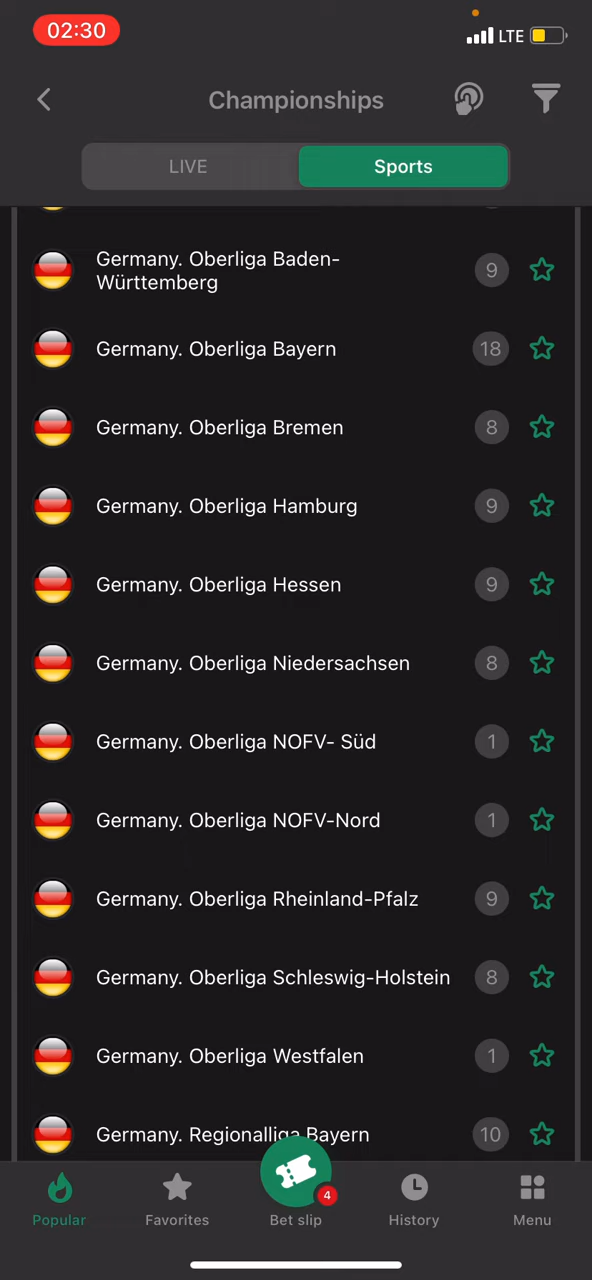 02:30
LTE
Championships
LIVE
Sports
Germany. Oberliga Baden-
Württemberg
9
Germany. Oberliga Bayern
18
Germany. Oberliga Bremen
8
Germany. Oberliga Hamburg
9
Germany. Oberliga Hessen
9
Germany. Oberliga Niedersachsen
8
Germany. Oberliga NOFV- Süd
1
Germany. Oberliga NOFV-Nord
1
Germany. Oberliga Rheinland-Pfalz
9
Germany. Oberliga Schleswig-Holstein
8
Germany. Oberliga Westfalen
1
Germany. Regionalliga Bayern
10
4
Popular
Favorites
Bet slip
History
Menu